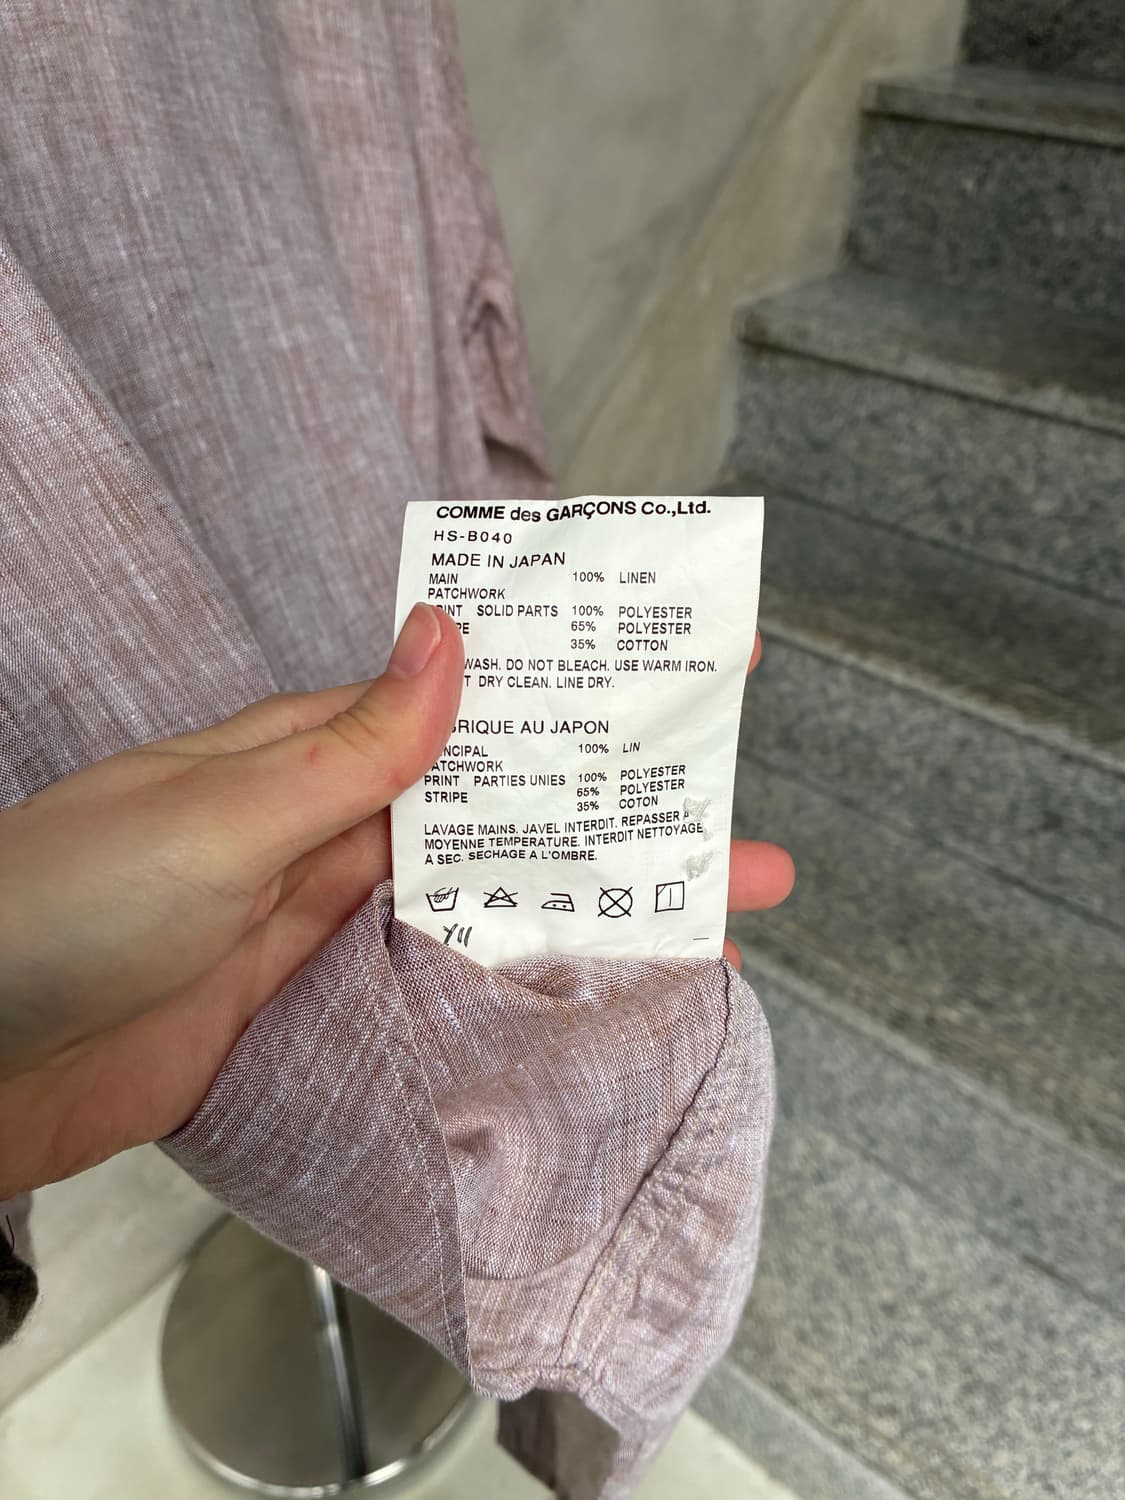 COMME des GARÇONS Co.,Ltd.
HS-B040
MADE IN JAPAN
MAIN 100% LINEN
PATCHWORK
PRINT SOLID PARTS 100% POLYESTER
65% POLYESTER
35% COTTON
WASH. DO NOT BLEACH. USE WARM IRON.
DRY CLEAN. LINE DRY.
AU JAPON
100% LIN
PATCHWORK
PRINT PARTIES UNIES 100% POLYESTER
STRIPE 65% POLYESTER
35% COTON
LAVAGE MAINS. JAVEL INTERDIT. REPASSER A
MOYENNE TEMPERATURE. INTERDIT NETTOYAGE
A SEC. SECHAGE A L'OMBRE.